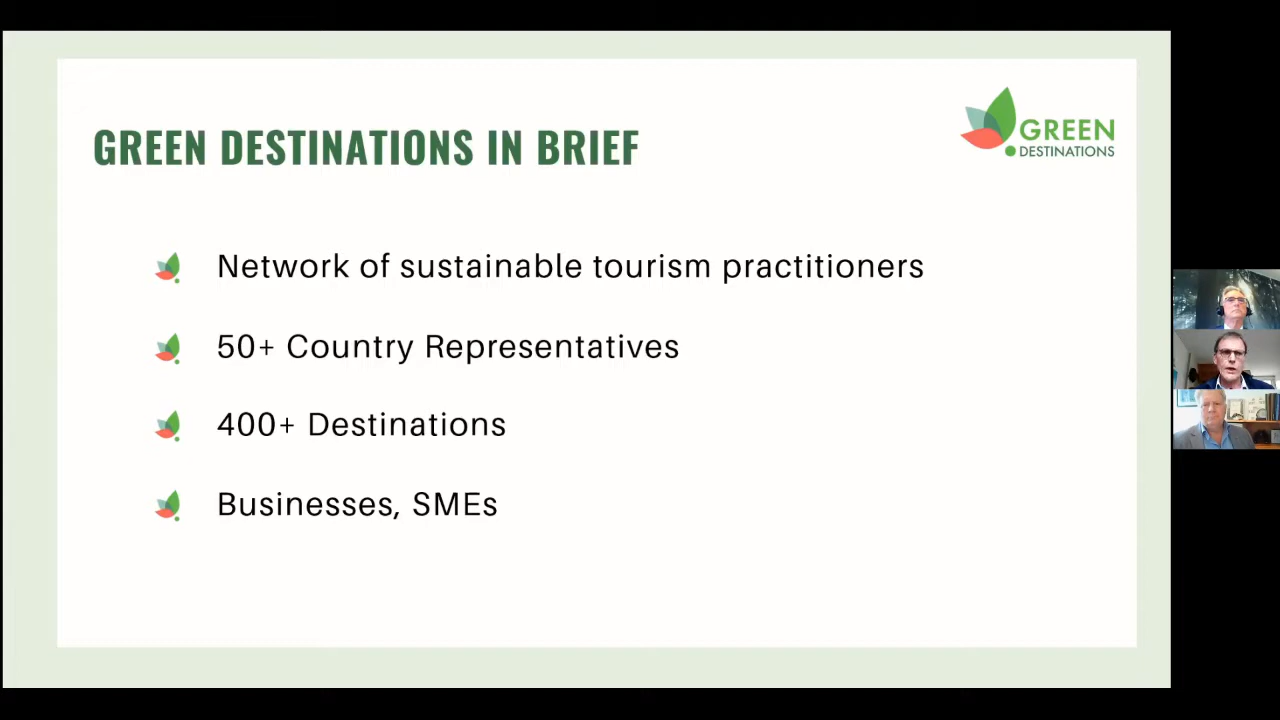 GREEN DESTINATIONS IN BRIEF
GREEN
DESTINATIONS
Network of sustainable tourism practitioners
50+ Country Representatives
400+ Destinations
Businesses, SMEs